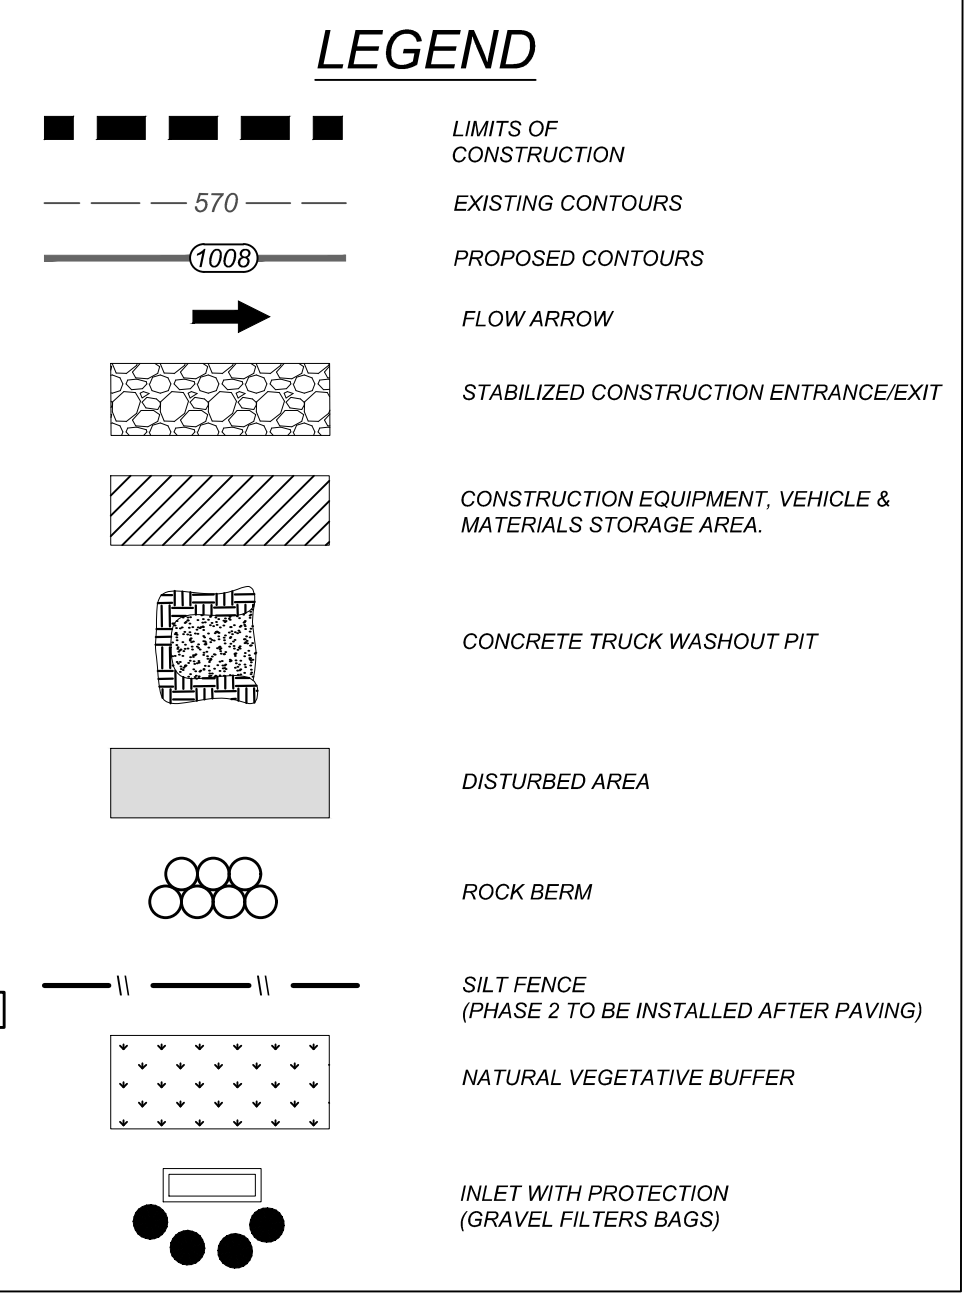 LEGEND
LIMITS OF
CONSTRUCTION
570
EXISTING CONTOURS
1008
PROPOSED CONTOURS
FLOW ARROW
STABILIZED CONSTRUCTION ENTRANCE/EXIT
CONSTRUCTION EQUIPMENT, VEHICLE &
MATERIALS STORAGE AREA.
CONCRETE TRUCK WASHOUT PIT
DISTURBED AREA
ROCK BERM
SILT FENCE
(PHASE 2 TO BE INSTALLED AFTER PAVING)
NATURAL VEGETATIVE BUFFER
INLET WITH PROTECTION
(GRAVEL FILTERS BAGS)